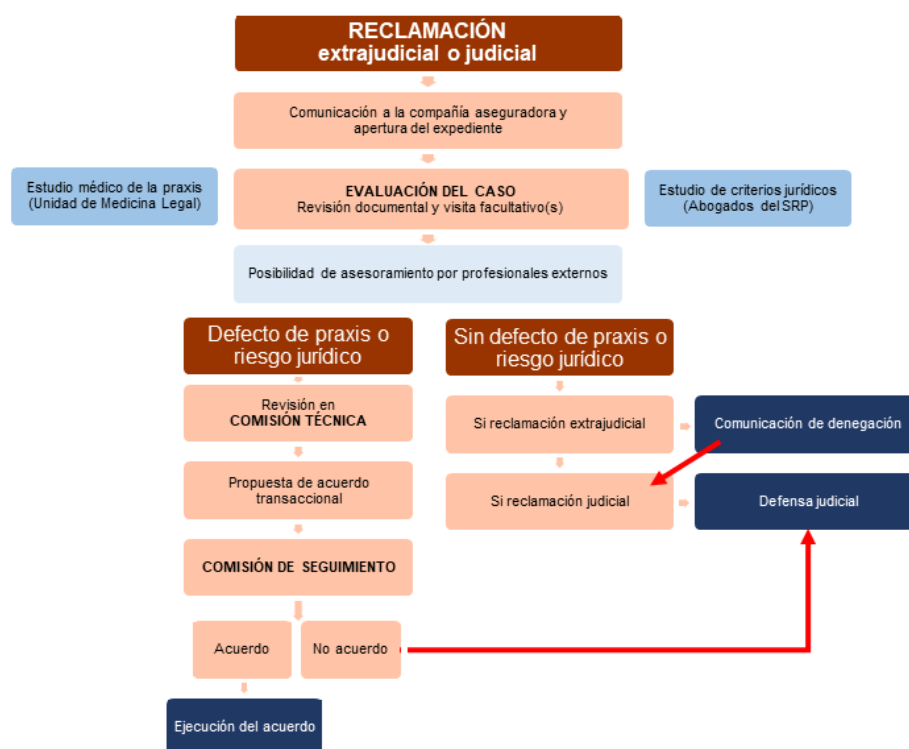 RECLAMACIÓN
extrajudicial o judicial
Comunicación a la compañía aseguradora y
apertura del expediente
Estudio médico de la praxis
(Unidad de Medicina Legal)
EVALUACIÓN DEL CASO
Revisión documental y visita facultativo(s)
Estudio de criterios jurídicos
(Abogados del SRP)
Posibilidad de asesoramiento por profesionales externos
Defecto de praxis o
riesgo jurídico
Sin defecto de praxis o
riesgo jurídico
Revisión en
COMISIÓN TÉCNICA
Si reclamación extrajudicial
Comunicación de denegación
Propuesta de acuerdo
transaccional
Si reclamación judicial
Defensa judicial
COMISIÓN DE SEGUIMIENTO
Acuerdo
No acuerdo
Ejecución del acuerdo